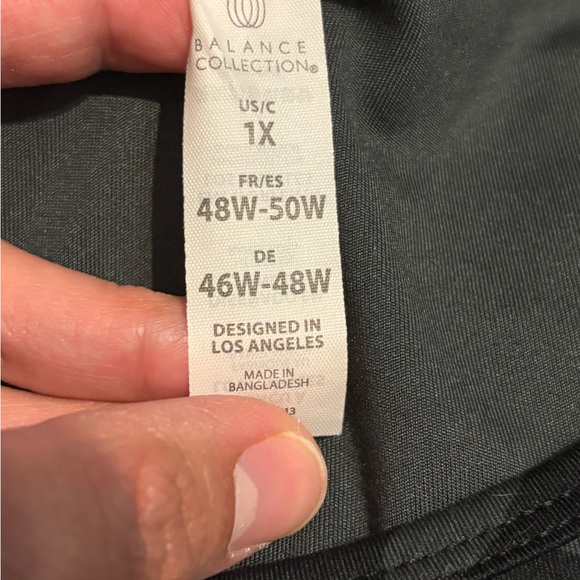 BALANCE
COLLECTION®
US/C
1X
FR/ES
48W-50W
DE
46W-48W
DESIGNED IN
LOS ANGELES
MADE IN
BANGLADESH